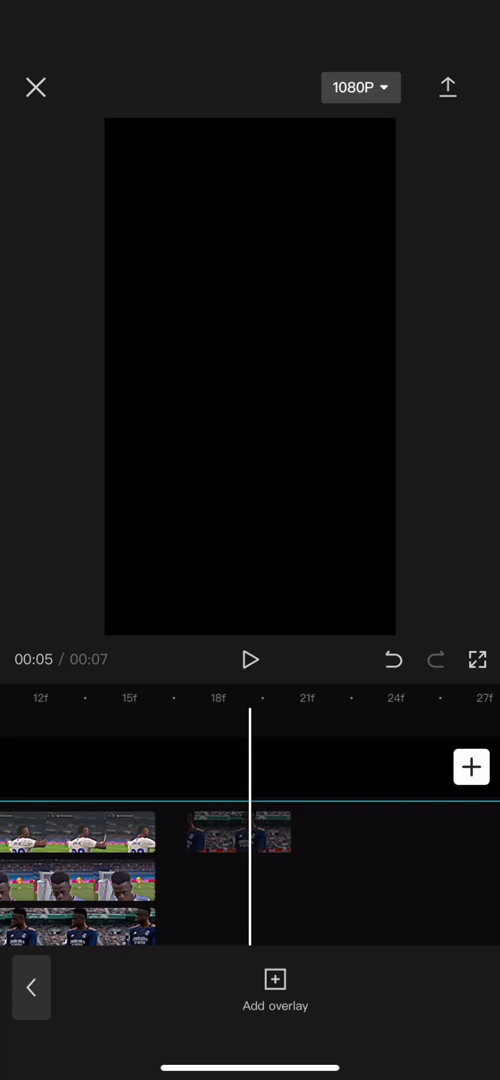 1080P
00:05 / 00:07
12f
15f
18f
21f
24f
27f
Add overlay